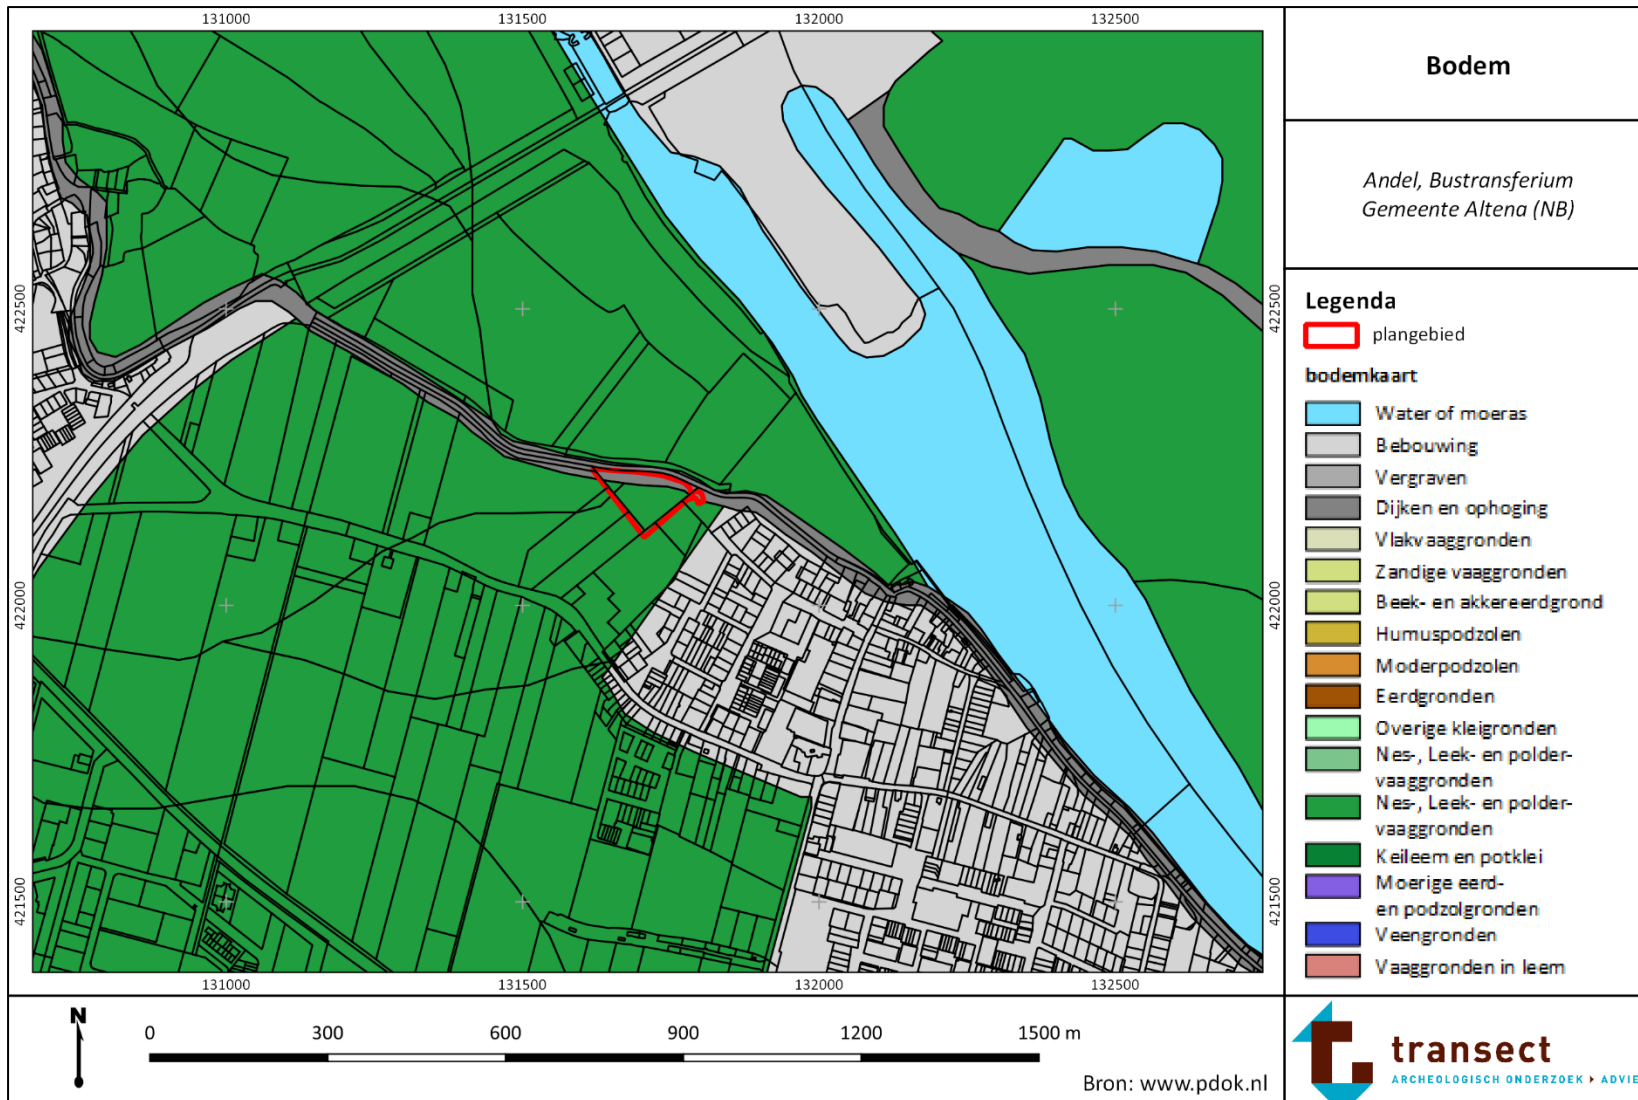 131000
131500
132000
132500
422500
422000
421500
422500
422000
421500
131000
131500
132000
132500
Bodem
Andel, Bustransferium
Gemeente Altena (NB)
Legenda
plangebied
bodemkaart
Water of moeras
Bebouwing
Vergraven
Dijken en ophoging
Vlakvaaggronden
Zandige vaaggronden
Beek- en akkereerdgrond
Humuspodzolen
Moderpodzolen
Eerdgronden
Overige kleigronden
Nes-, Leek- en polder-
vaaggronden
Nes-, Leek- en polder-
vaaggronden
Keileem en potklei
Moerige eerd-
en podzolgronden
Veengronden
Vaaggronden in leem
N
0
300
600
900
1200
1500 m
Bron: www.pdok.nl
transect
ARCHEOLOGISCH ONDERZOEK ▸ ADVIE